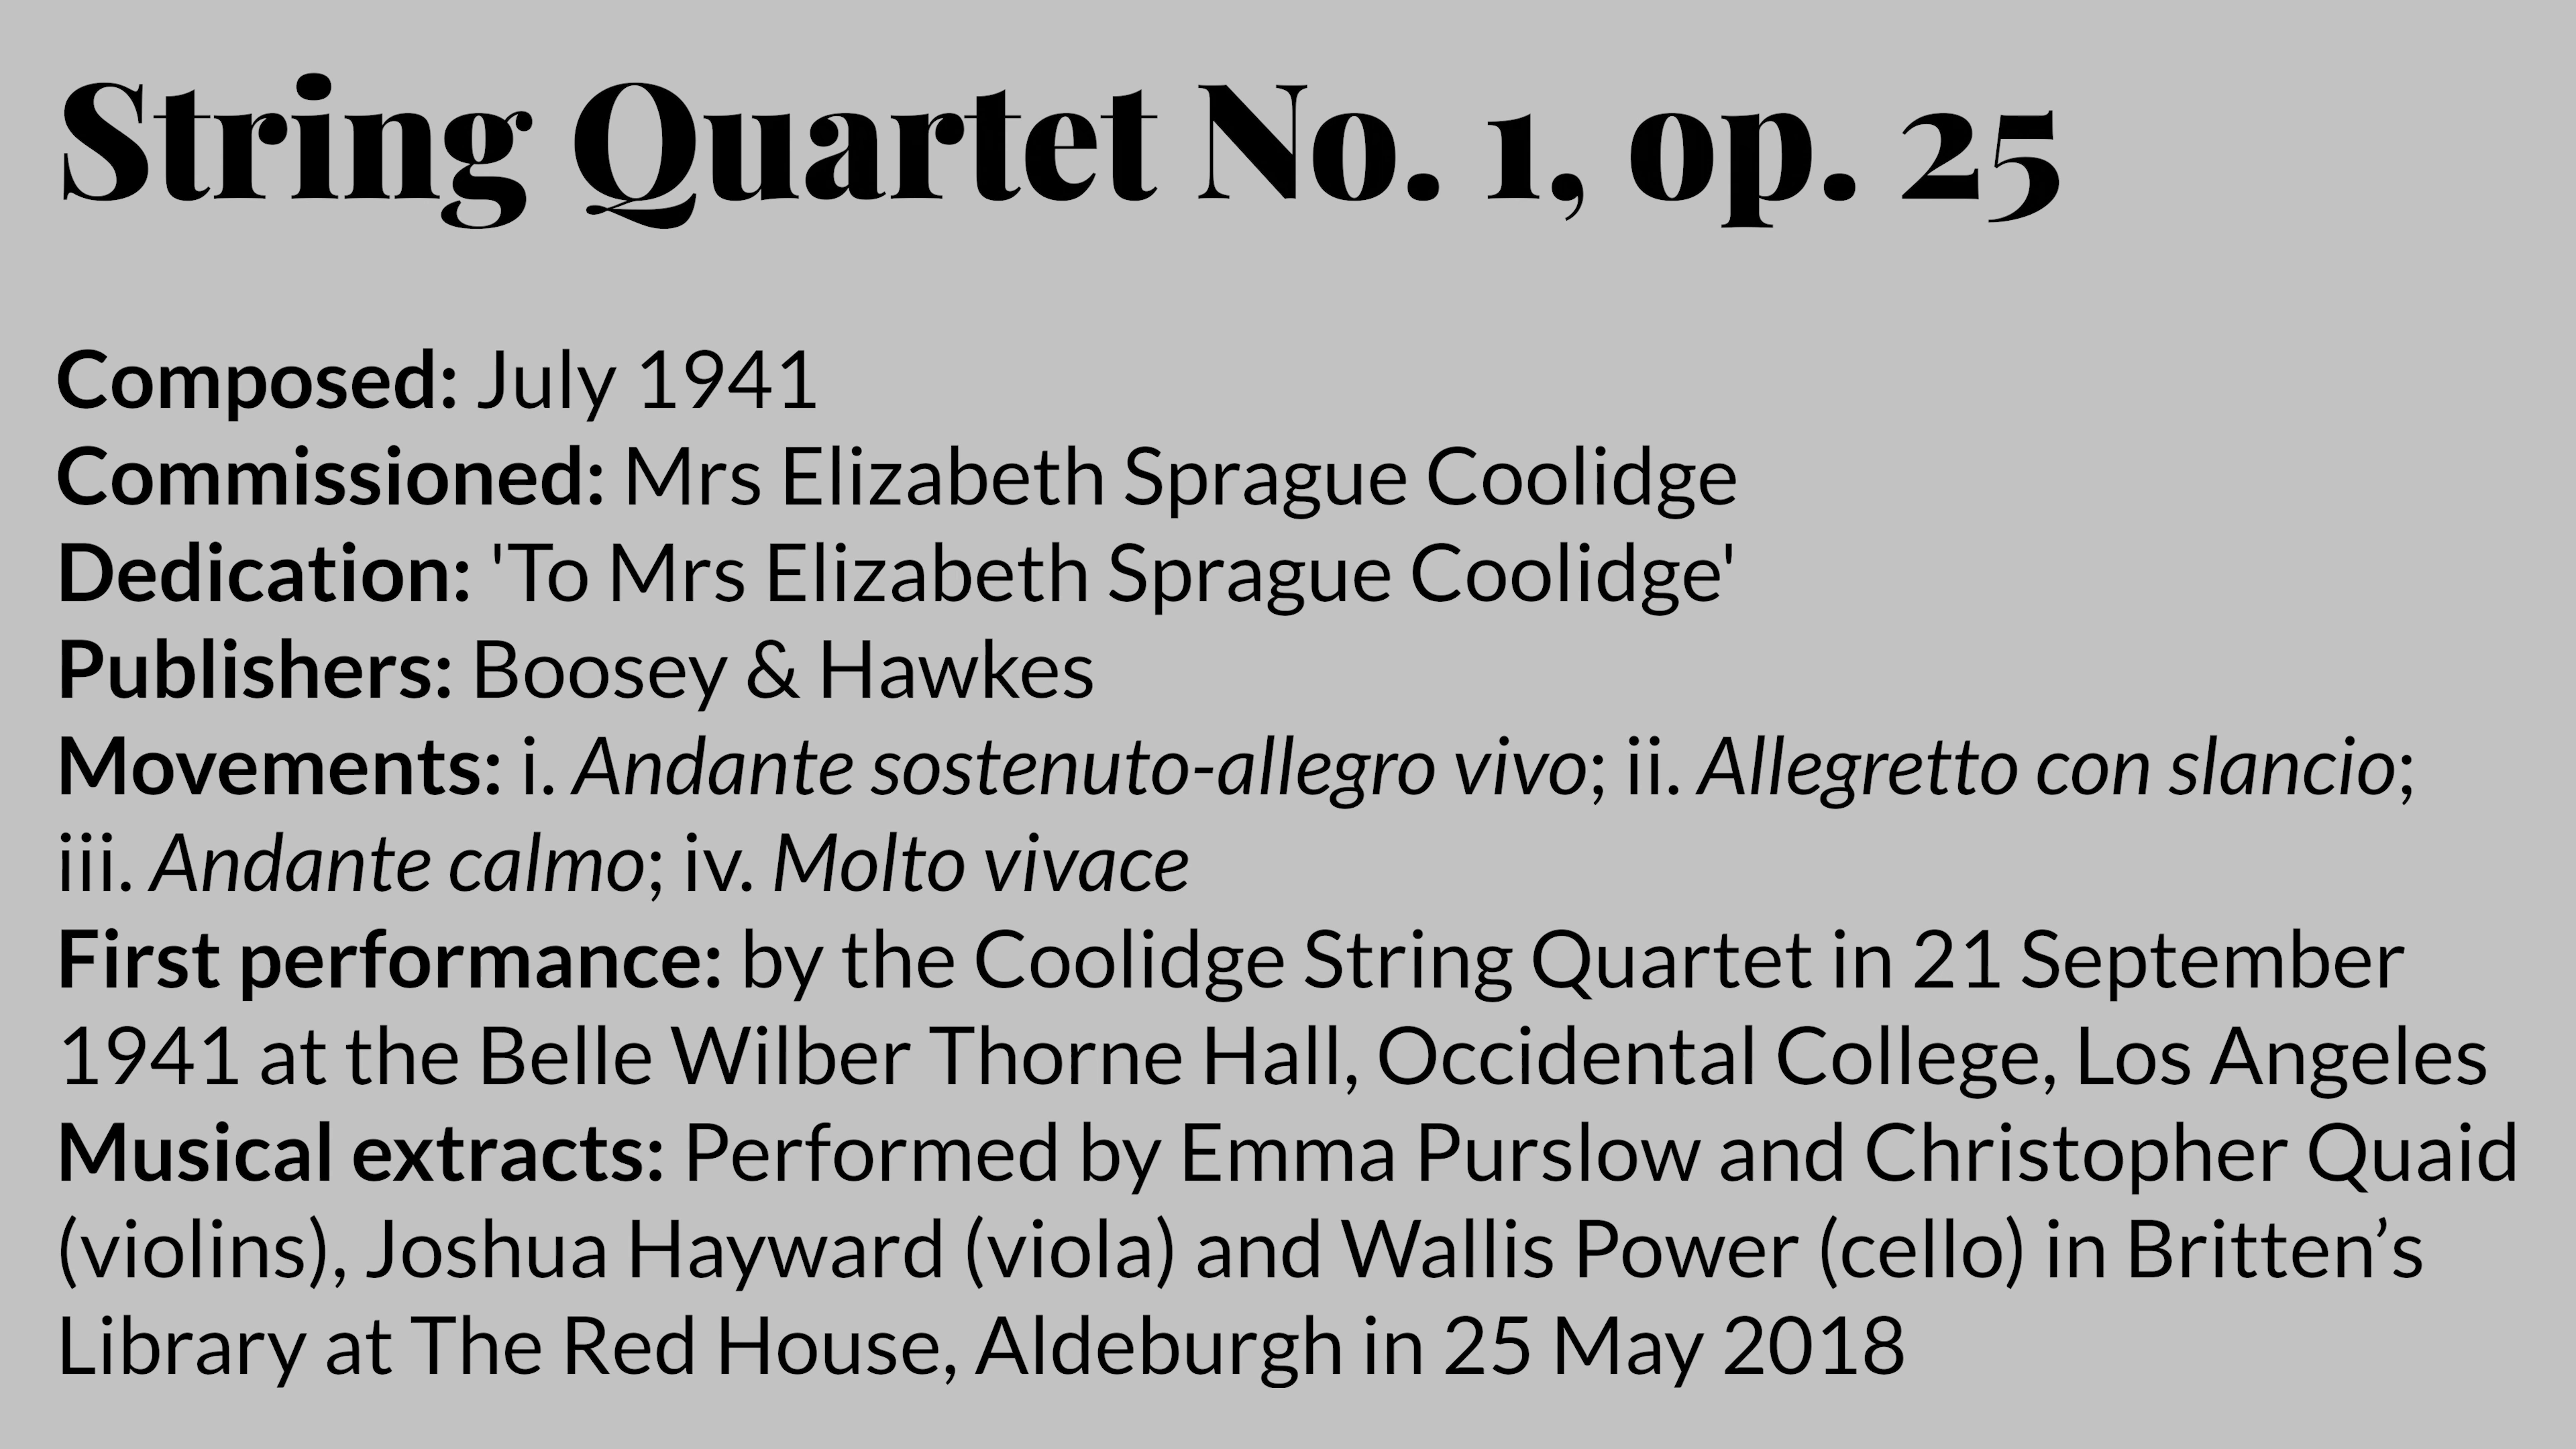 String Quartet No. 1, op. 25
Composed: July 1941
Commissioned: Mrs Elizabeth Sprague Coolidge
Dedication: 'To Mrs Elizabeth Sprague Coolidge'
Publishers: Boosey & Hawkes
Movements: i. Andante sostenuto-allegro vivo; ii. Allegretto con slancio;
iii. Andante calmo; iv. Molto vivace
First performance: by the Coolidge String Quartet in 21 September
1941 at the Belle Wilber Thorne Hall, Occidental College, Los Angeles
Musical extracts: Performed by Emma Purslow and Christopher Quaid
(violins), Joshua Hayward (viola) and Wallis Power (cello) in Britten’s
Library at The Red House, Aldeburgh in 25 May 2018